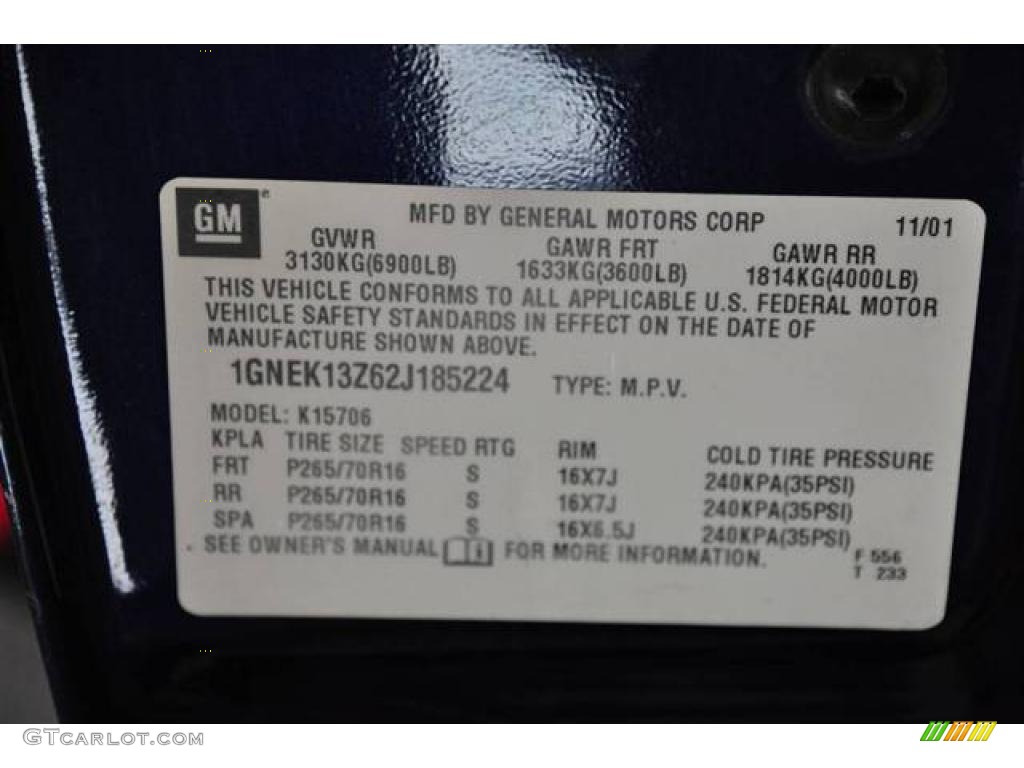 GM ® MFD BY GENERAL MOTORS CORP 11/01
GVWR GAWR FRT GAWR RR
3130KG(6900LB) 1633KG(3600LB) 1814KG(4000LB)
THIS VEHICLE CONFORMS TO ALL APPLICABLE U.S. FEDERAL MOTOR
VEHICLE SAFETY STANDARDS IN EFFECT ON THE DATE OF
MANUFACTURE SHOWN ABOVE.
1GNEK13Z62J185224 TYPE: M.P.V.
MODEL: K15706
KPLA TIRE SIZE SPEED RTG RIM COLD TIRE PRESSURE
FRT P265/70R16 S 16X7J 240KPA(35PSI)
RR P265/70R16 S 16X7J 240KPA(35PSI)
SPA P265/70R16 S 16X6.5J 240KPA(35PSI)
SEE OWNER'S MANUAL FOR MORE INFORMATION.
F 556
T 233
GTCARLOT.COM